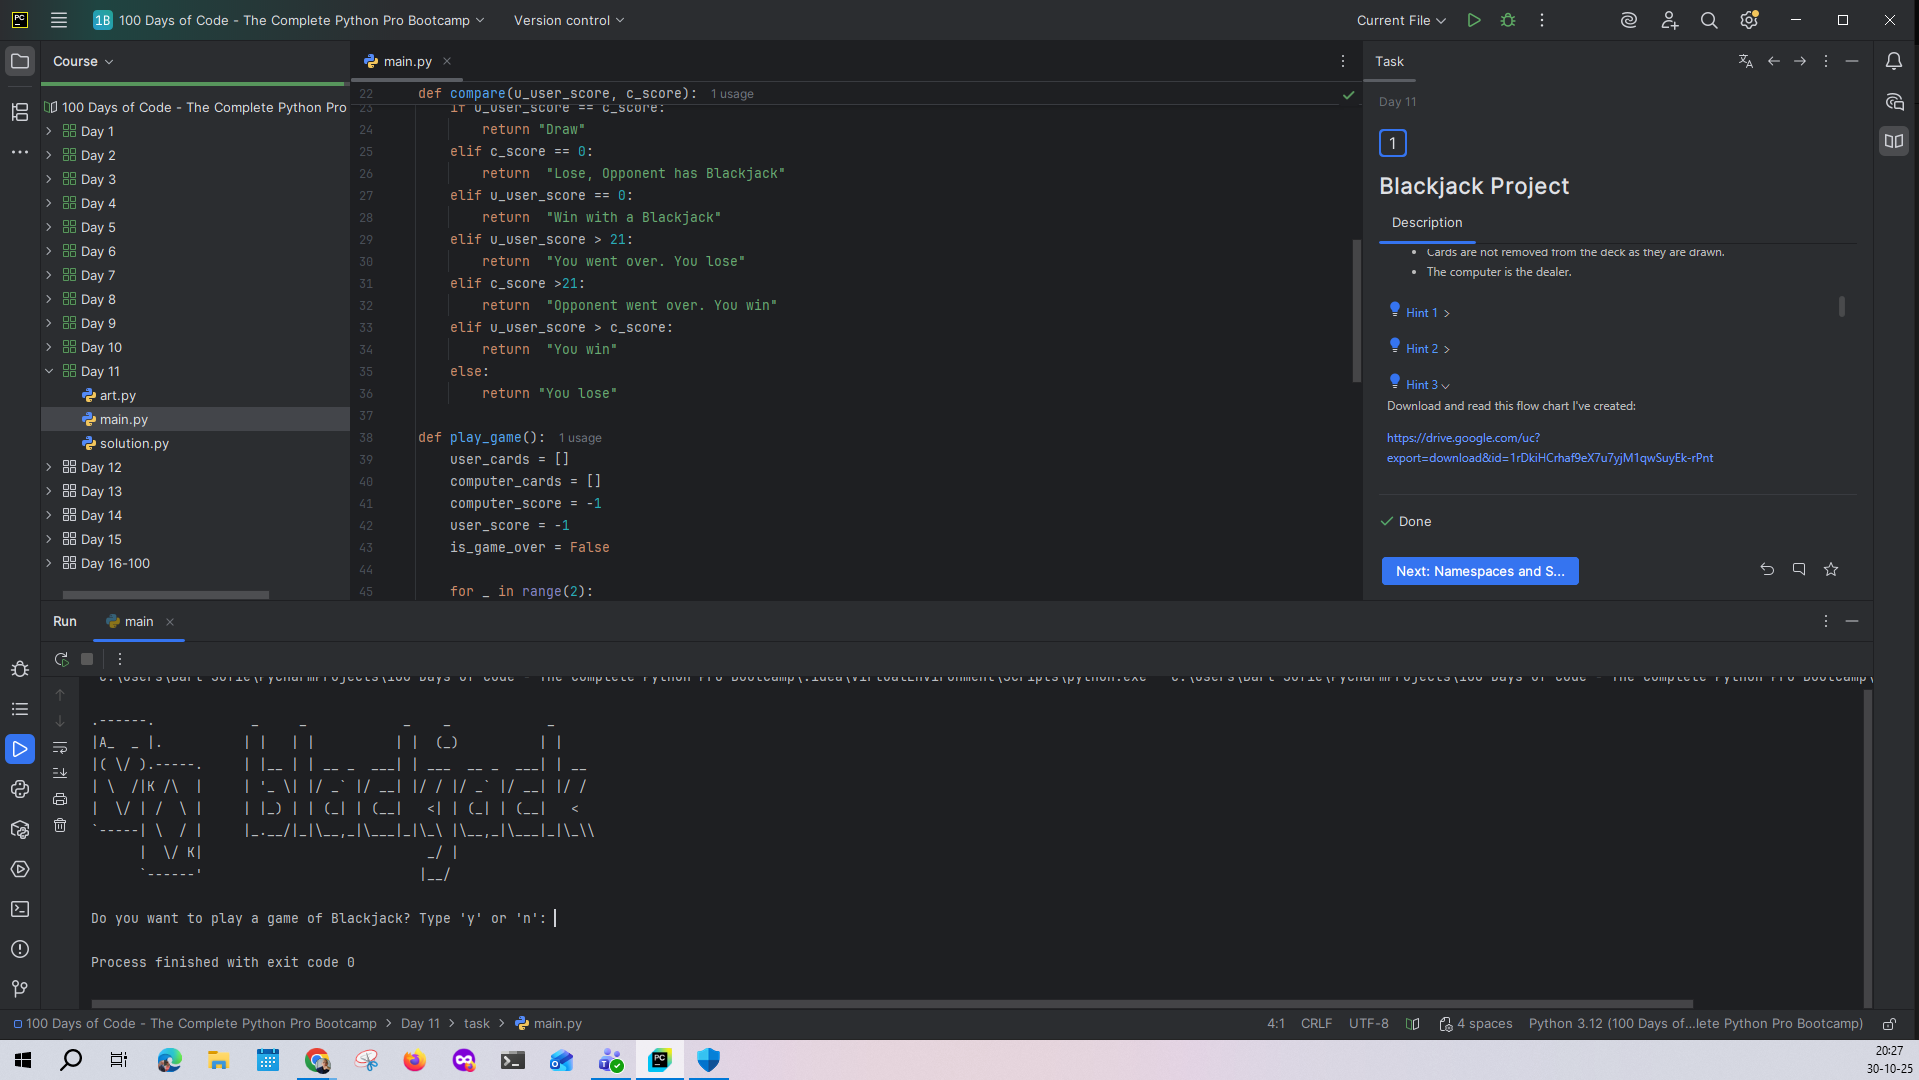 PC
1B 100 Days of Code - The Complete Python Pro Bootcamp
Version control
Current File
Course
100 Days of Code - The Complete Python Pro
Day 1
Day 2
Day 3
Day 4
Day 5
Day 6
Day 7
Day 8
Day 9
Day 10
Day 11
art.py
main.py
solution.py
Day 12
Day 13
Day 14
Day 15
Day 16-100
main.py
22 def compare(u_user_score, c_score): 1 usage
23 if u_user_score == c_score:
24 return "Draw"
25 elif c_score == 0:
26 return "Lose, Opponent has Blackjack"
27 elif u_user_score == 0:
28 return "Win with a Blackjack"
29 elif u_user_score > 21:
30 return "You went over. You lose"
31 elif c_score >21:
32 return "Opponent went over. You win"
33 elif u_user_score > c_score:
34 return "You win"
35 else:
36 return "You lose"
37
38 def play_game(): 1 usage
39 user_cards = []
40 computer_cards = []
41 computer_score = -1
42 user_score = -1
43 is_game_over = False
44
45 for _ in range(2):
Task
Day 11
1
Blackjack Project
Description
Cards are not removed from the deck as they are drawn.
The computer is the dealer.
Hint 1 >
Hint 2 >
Hint 3
Download and read this flow chart I've created:
https://drive.google.com/uc?
export=download&id=1rDkiHCrhaf9eX7u7yjM1qwSuyEk-rPnt
Done
Next: Namespaces and S...
Run
main
.------.            _     _            _    _            _
|A_  _ |.          | |   | |          | |  (_)          | |
|( \/ ).-----.     | |__ | | __ _  ___| | ___  __ _  ___| | __
| \  /|K /\  |     | '_ \| |/ _` |/ __| |/ / |/ _` |/ __| |/ /
|  \/ | /  \ |     | |_) | | (_| | (__|   <| | (_| | (__|   <
`-----| \  / |     |_.__/|_|\__,_|\___|_|\_\ |\__,_|\___|_|\_\\
      |  \/ K|                            _/ |
      `------'                           |__/
Do you want to play a game of Blackjack? Type 'y' or 'n':
Process finished with exit code 0
100 Days of Code - The Complete Python Pro Bootcamp > Day 11 > task > main.py
4:1 CRLF UTF-8 4 spaces Python 3.12 (100 Days of...lete Python Pro Bootcamp)
20:27
30-10-25